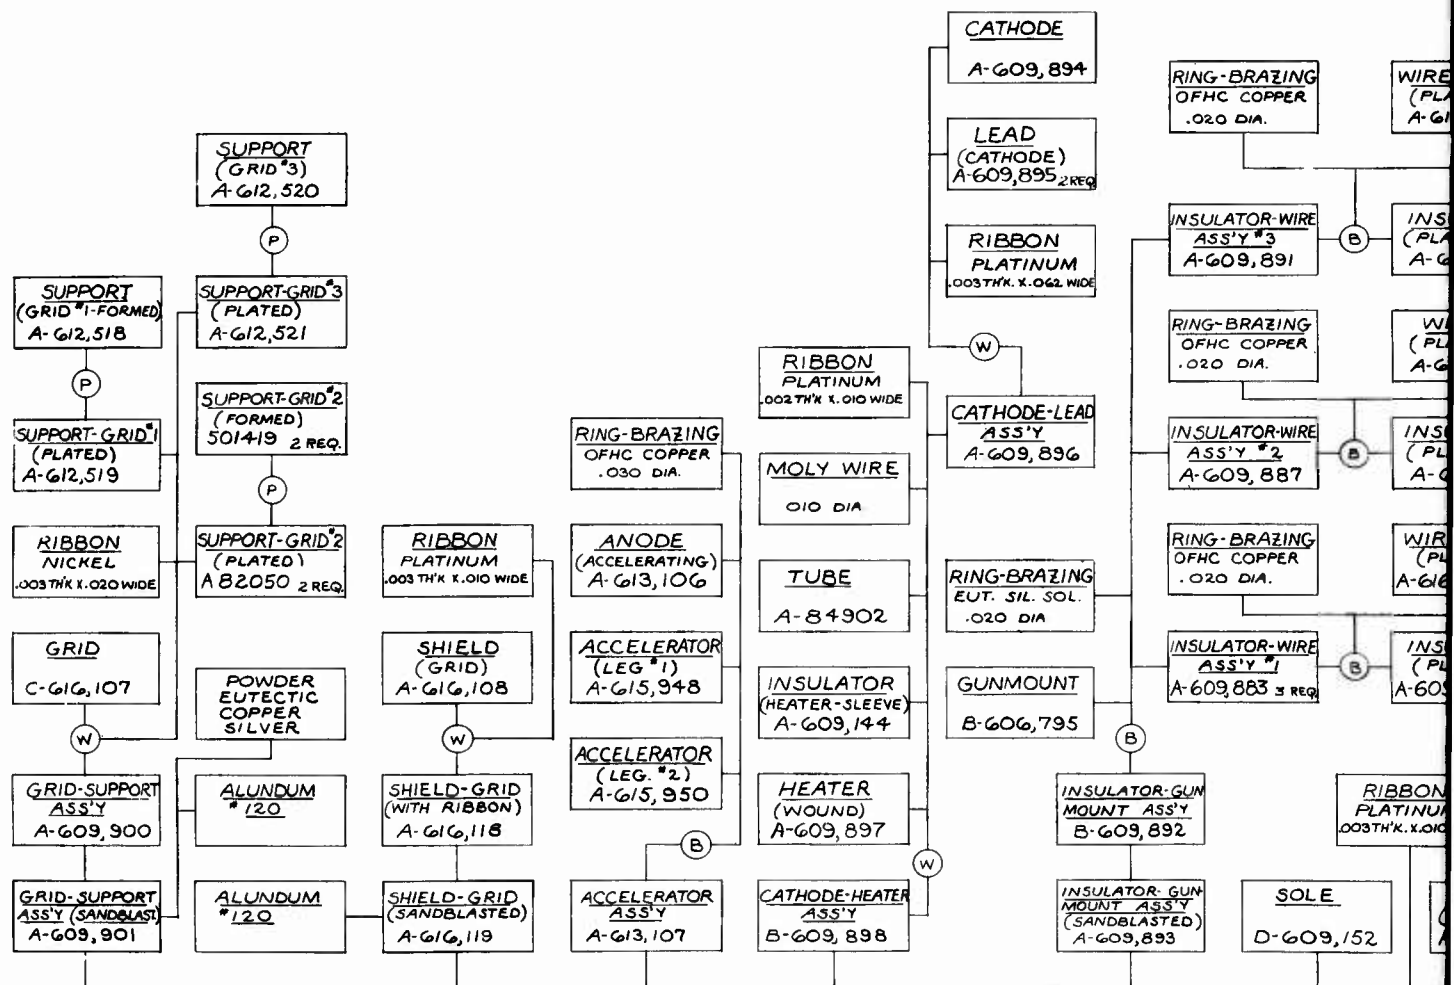 CATHODE
A-609,894
LEAD
(CATHODE)
A-609,895 2 REQ.
RIBBON
PLATINUM
.003 TH'K. X .062 WIDE
W
CATHODE-LEAD
ASS'Y
A-609,896
SUPPORT
(GRID #3)
A-612,520
P
SUPPORT-GRID #3
(PLATED)
A-612,521
SUPPORT
(GRID #1-FORMED)
A-612,518
P
SUPPORT-GRID #1
(PLATED)
A-612,519
SUPPORT-GRID #2
(FORMED)
501419 2 REQ.
P
SUPPORT-GRID #2
(PLATED)
A 82050 2 REQ.
RIBBON
NICKEL
.003 TH'K X .020 WIDE
GRID
C-616,107
W
POWDER
EUTECTIC
COPPER
SILVER
GRID-SUPPORT
ASS'Y
A-609,900
ALUNDUM
#120
GRID-SUPPORT
ASS'Y (SANDBLAST.)
A-609,901
ALUNDUM
#120
RIBBON
PLATINUM
.003 TH'K X .010 WIDE
SHIELD
(GRID)
A-616,108
W
SHIELD-GRID
(WITH RIBBON)
A-616,118
SHIELD-GRID
(SANDBLASTED)
A-616,119
RING-BRAZING
OFHC COPPER
.030 DIA.
ANODE
(ACCELERATING)
A-613,106
ACCELERATOR
(LEG #1)
A-615,948
ACCELERATOR
(LEG. #2)
A-615,950
B
ACCELERATOR
ASS'Y
A-613,107
RIBBON
PLATINUM
.002 TH'K X .010 WIDE
MOLY WIRE
010 DIA
TUBE
A-84902
INSULATOR
(HEATER-SLEEVE)
A-609,144
HEATER
(WOUND)
A-609,897
W
CATHODE-HEATER
ASS'Y
B-609,898
RING-BRAZING
EUT. SIL. SOL.
.020 DIA
GUNMOUNT
B-606,795
B
INSULATOR-GUN
MOUNT ASS'Y
B-609,892
INSULATOR-GUN
MOUNT ASS'Y
(SANDBLASTED)
A-609,893
RING-BRAZING
OFHC COPPER
.020 DIA.
INSULATOR-WIRE
ASS'Y #3
A-609,891
B
RING-BRAZING
OFHC COPPER
.020 DIA.
INSULATOR-WIRE
ASS'Y #2
A-609,887
B
RING-BRAZING
OFHC COPPER
.020 DIA.
INSULATOR-WIRE
ASS'Y #1
A-609,883 3 REQ.
B
SOLE
D-609,152
WIRE
RIBBON
.003 TH'K. X .010